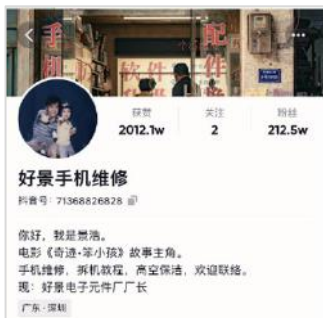 手机
配件
软件
获赞
关注
粉丝
2012.1w
2
212.5w
好景手机维修
抖音号：71368826828
你好，我是景浩。
电影《奇迹·笨小孩》故事主角。
手机维修，拆机教程，高空保洁，欢迎联络。
现：好景电子元件厂厂长
广东·深圳